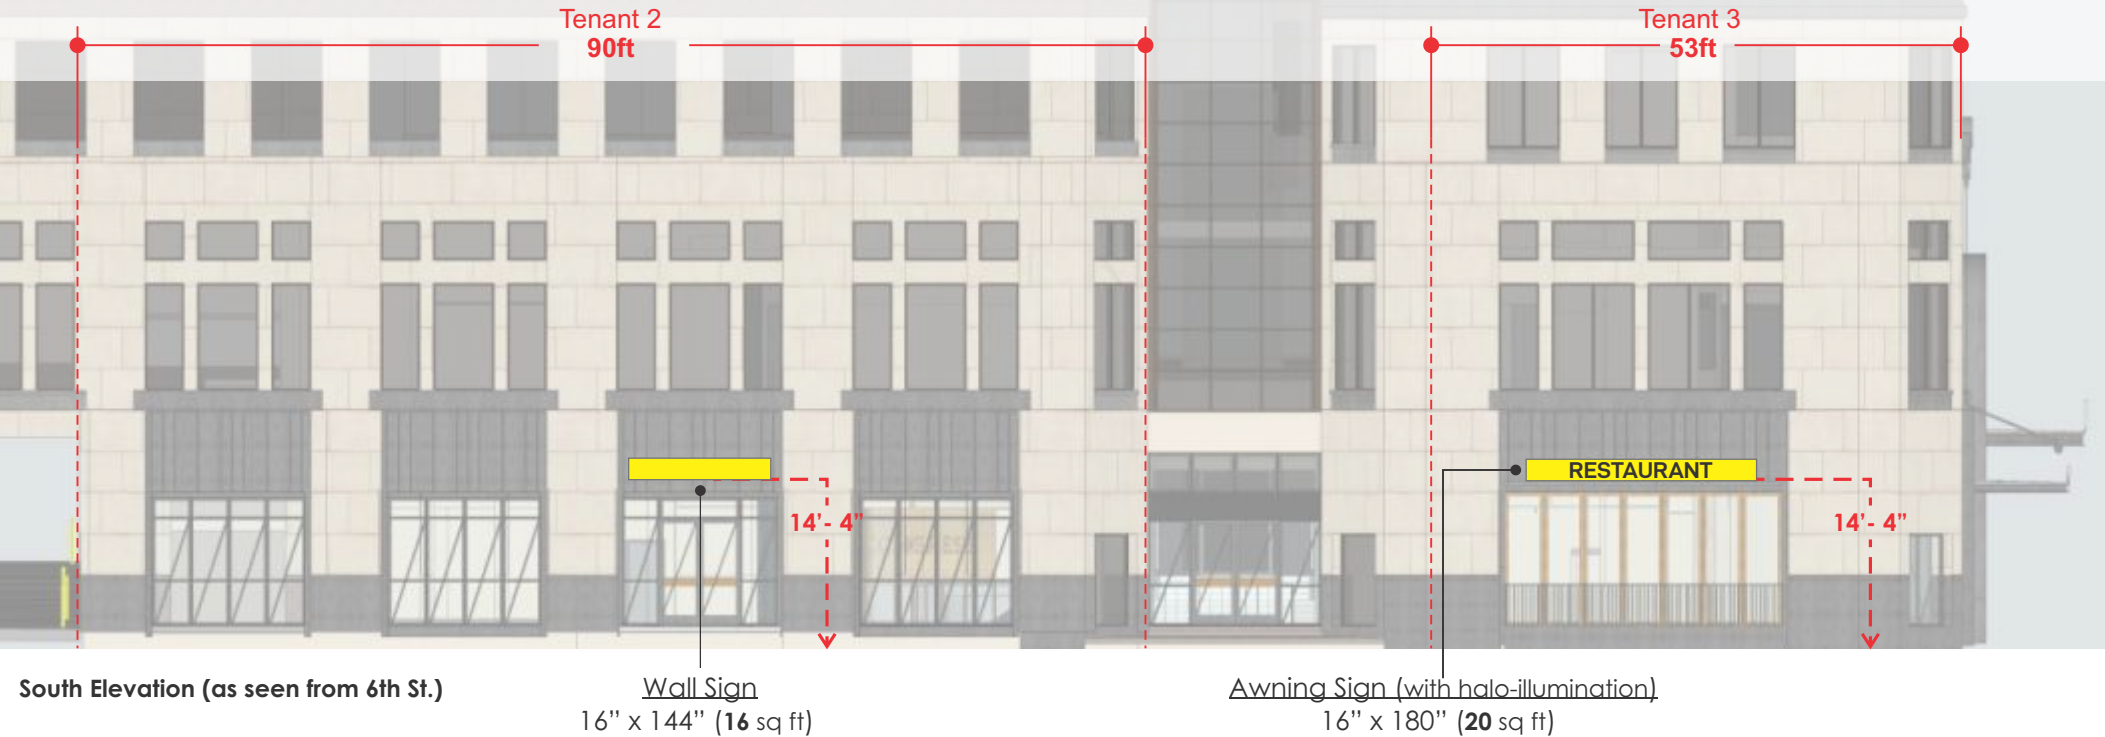 Tenant 2
90ft
Tenant 3
53ft
RESTAURANT
14’- 4”
14’- 4”
South Elevation (as seen from 6th St.)
Wall Sign
16” x 144” (16 sq ft)
Awning Sign (with halo-illumination)
16” x 180” (20 sq ft)